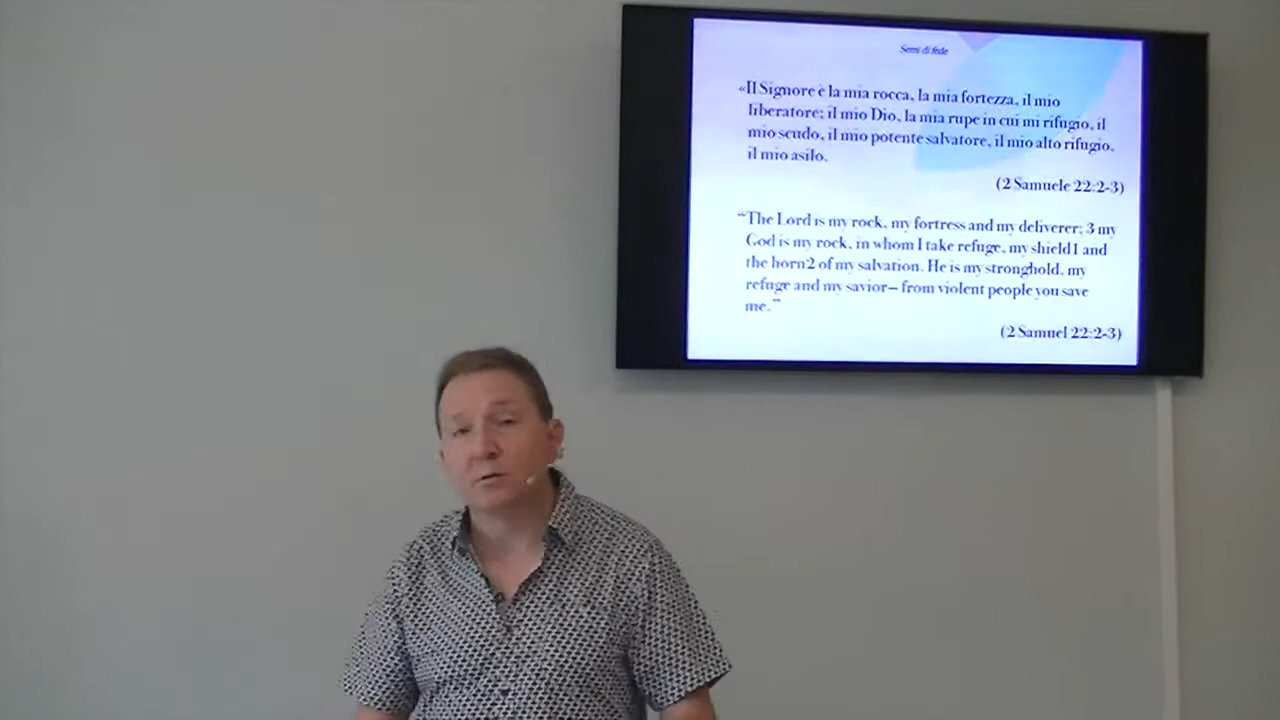 Semi di fede
«Il Signore è la mia rocca, la mia fortezza, il mio
liberatore; il mio Dio, la mia rupe in cui mi rifugio, il
mio scudo, il mio potente salvatore, il mio alto rifugio,
il mio asilo.
(2 Samuele 22:2-3)
“The Lord is my rock, my fortress and my deliverer; 3 my
God is my rock, in whom I take refuge, my shield1 and
the horn2 of my salvation. He is my stronghold, my
refuge and my savior– from violent people you save
me.”
(2 Samuel 22:2-3)